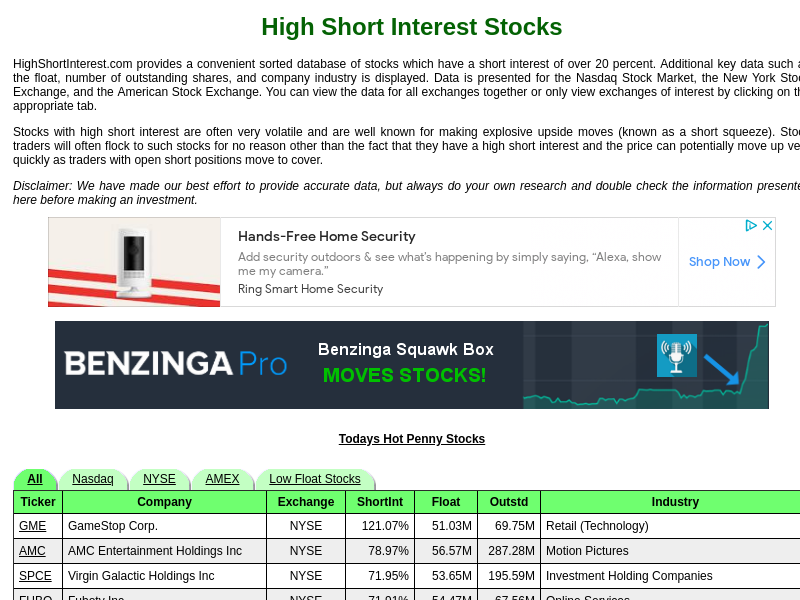 High Short Interest Stocks
HighShortInterest.com provides a convenient sorted database of stocks which have a short interest of over 20 percent. Additional key data such
the float, number of outstanding shares, and company industry is displayed. Data is presented for the Nasdaq Stock Market, the New York
Exchange, and the American Stock Exchange. You can view the data for all exchanges together or only view exchanges of interest by clicking on
appropriate tab.
Stocks with high short interest are often very volatile and are well known for making explosive upside moves (known as a short squeeze).
traders will often flock to such stocks for no reason other than the fact that they have a high short interest and the price can potentially move up
quickly as traders with open short positions move to cover.
Disclaimer: We have made our best effort to provide accurate data, but always do your own research and double check the information
here before making an investment.
Hands-Free Home Security
Add security outdoors & see what's happening by simply saying, “Alexa, show
me my camera.”
Ring Smart Home Security
Shop Now
BENZINGA Pro
Benzinga Squawk Box
MOVES STOCKS!
Todays Hot Penny Stocks
All Nasdaq NYSE AMEX Low Float Stocks
Ticker Company Exchange ShortInt Float Outstd Industry
GME GameStop Corp. NYSE 121.07% 51.03M 69.75M Retail (Technology)
AMC AMC Entertainment Holdings Inc NYSE 78.97% 56.57M 287.28M Motion Pictures
SPCE Virgin Galactic Holdings Inc NYSE 71.95% 53.65M 195.59M Investment Holding Companies
FUBO Fubotv Inc NYSE 71.91% 54.47M 67.56M Online Services